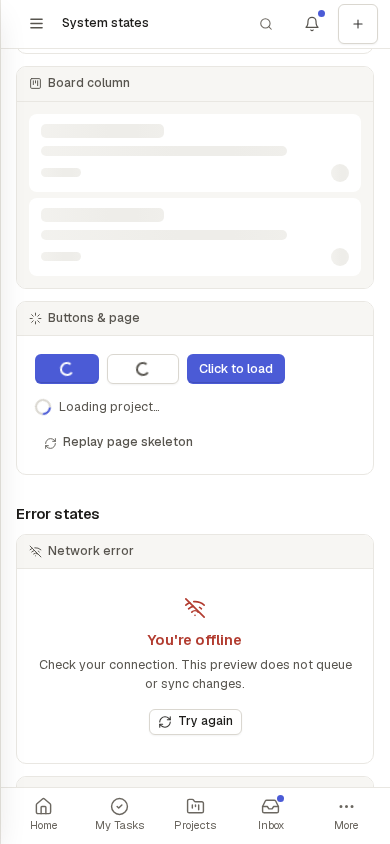 System states
Board column
Buttons & page
Click to load
Loading project...
Replay page skeleton
Error states
Network error
You're offline
Check your connection. This preview does not queue
or sync changes.
Try again
Home
My Tasks
Projects
Inbox
More